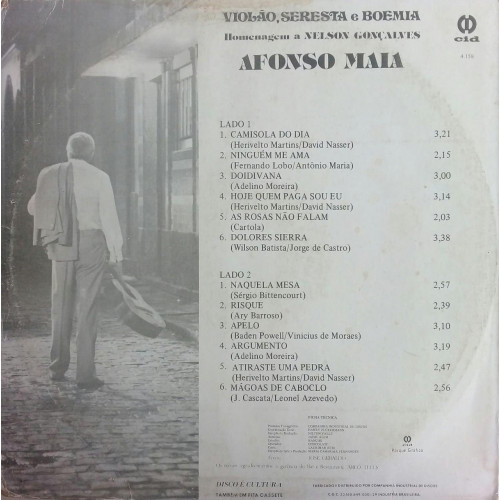 VIOLÃO, SERESTA e BOEMIA
Homenagem a NELSON GONÇALVES
AFONSO MAIA
cid
LADO 1
1. CAMISOLA DO DIA 3,21
(Herivelto Martins/David Nasser)
2. NINGUÉM ME AMA 2,15
(Fernando Lobo/Antônio Maria)
3. DOIDIVANA 3,00
(Adelino Moreira)
4. HOJE QUEM PAGA SOU EU 3,14
(Herivelto Martins/David Nasser)
5. AS ROSAS NÃO FALAM 2,03
(Cartola)
6. DOLORES SIERRA 3,38
(Wilson Batista/Jorge de Castro)
LADO 2
1. NAQUELA MESA 2,57
(Sérgio Bittencourt)
2. RISQUE 2,39
(Ary Barroso)
3. APELO 3,10
(Baden Powell/Vinicius de Moraes)
4. ARGUMENTO 3,19
(Adelino Moreira)
5. ATIRASTE UMA PEDRA 2,47
(Herivelto Martins/David Nasser)
6. MÁGOAS DE CABOCLO 2,56
(J. Cascata/Leonel Azevedo)
FICHA TÉCNICA
DISCO É CULTURA
TAMBÉM EM FITA CASSETE